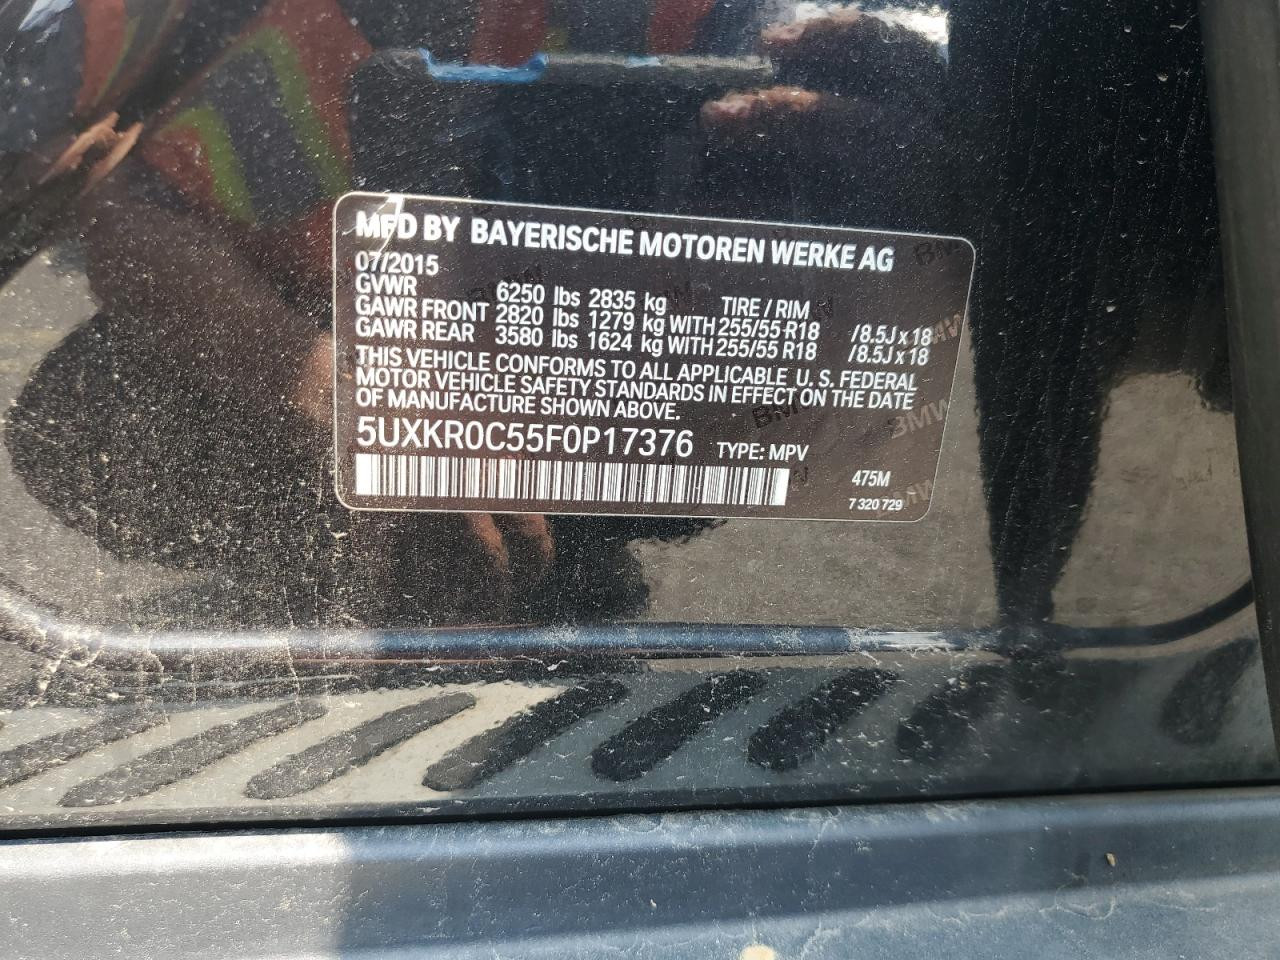 MFD BY BAYERISCHE MOTOREN WERKE AG
07/2015
GVWR 6250 lbs 2835 kg TIRE / RIM
GAWR FRONT 2820 lbs 1279 kg WITH 255/55 R18 /8.5J x 18
GAWR REAR 3580 lbs 1624 kg WITH 255/55 R18 /8.5J x 18
THIS VEHICLE CONFORMS TO ALL APPLICABLE U. S. FEDERAL
MOTOR VEHICLE SAFETY STANDARDS IN EFFECT ON THE DATE
OF MANUFACTURE SHOWN ABOVE.
5UXKR0C55F0P17376 TYPE: MPV
475M
7 320 729